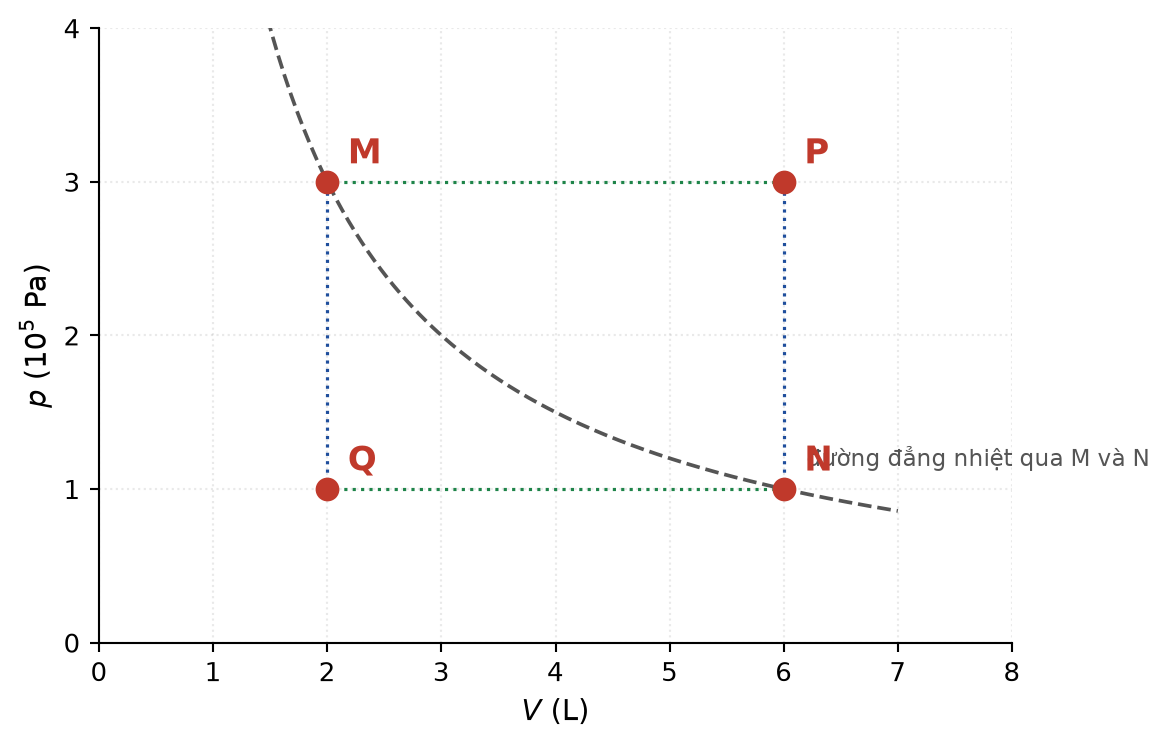 4
M
P
3
p (10⁵ Pa)
2
Q
N
đường đẳng nhiệt qua M và N
1
0
0 1 2 3 4 5 6 7 8
V (L)